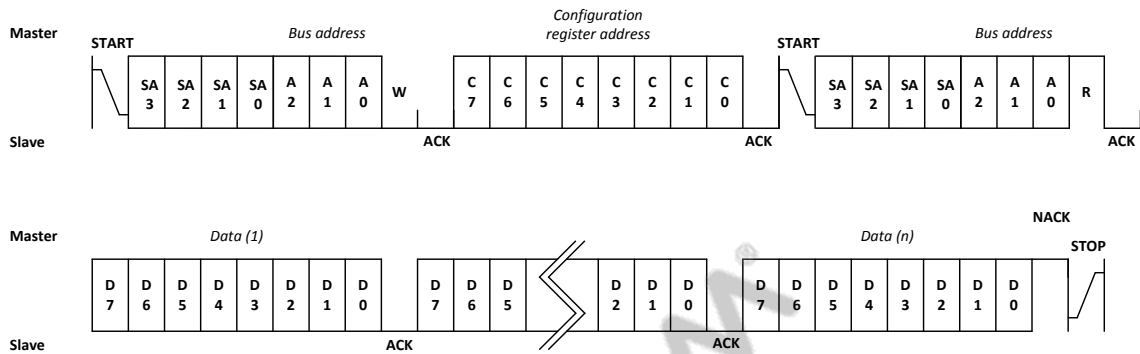 Configuration
Master Bus address register address Bus address
START START
SA 3 SA 2 SA 1 SA 0 A 2 A 1 A 0 W C 7 C 6 C 5 C 4 C 3 C 2 C 1 C 0 SA 3 SA 2 SA 1 SA 0 A 2 A 1 A 0 R
Slave ACK ACK ACK
NACK
Master Data (1) Data (n)
STOP
D 7 D 6 D 5 D 4 D 3 D 2 D 1 D 0 D 7 D 6 D 5 D 2 D 1 D 0 D 7 D 6 D 5 D 4 D 3 D 2 D 1 D 0
Slave ACK ACK